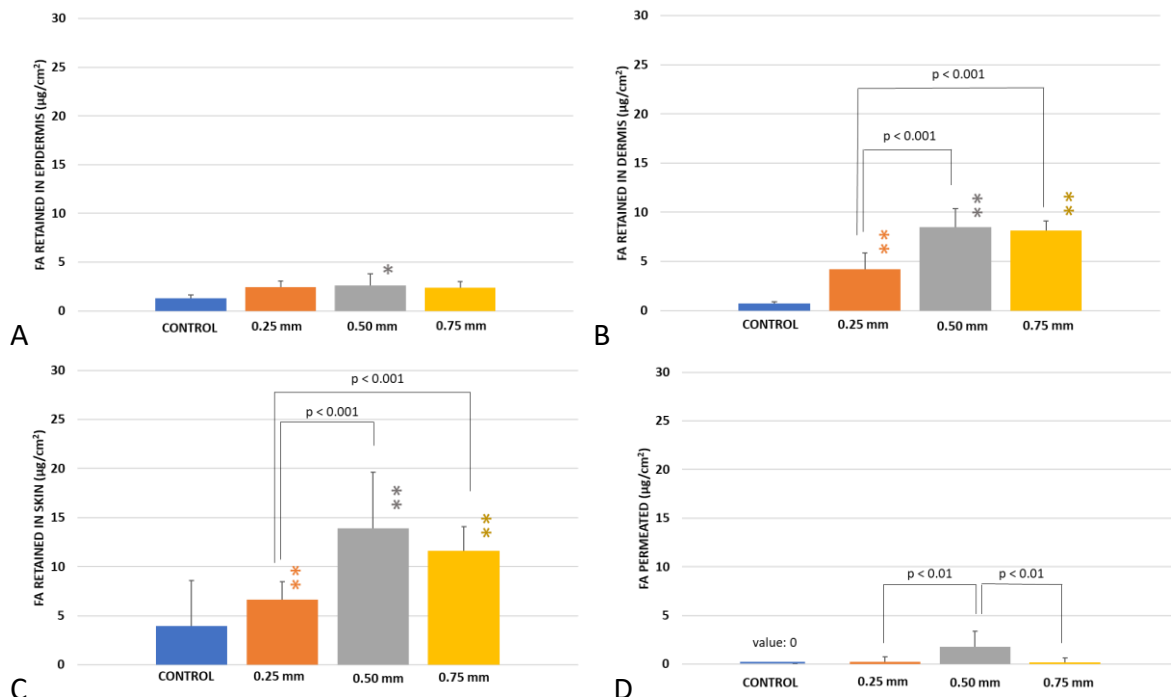 FA RETAINED IN EPIDERMIS (µg/cm²)
30
25
20
15
10
5
0
*
CONTROL
0.25 mm
0.50 mm
0.75 mm
A
FA RETAINED IN DERMIS (µg/cm²)
30
25
20
15
10
5
0
p < 0.001
p < 0.001
**
**
**
CONTROL
0.25 mm
0.50 mm
0.75 mm
B
FA RETAINED IN SKIN (µg/cm²)
30
25
20
15
10
5
0
p < 0.001
p < 0.001
**
**
**
CONTROL
0.25 mm
0.50 mm
0.75 mm
C
FA PERMEATED (µg/cm²)
30
25
20
15
10
5
0
p < 0.01
p < 0.01
value: 0
CONTROL
0.25 mm
0.50 mm
0.75 mm
D